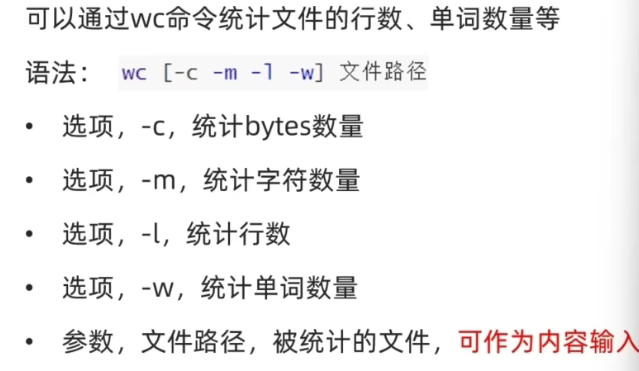 可以通过wc命令统计文件的行数、单词数量等
语法： wc [-c -m -l -w] 文件路径
• 选项，-c，统计bytes数量
• 选项，-m，统计字符数量
• 选项，-l，统计行数
• 选项，-w，统计单词数量
• 参数，文件路径，被统计的文件，可作为内容输入